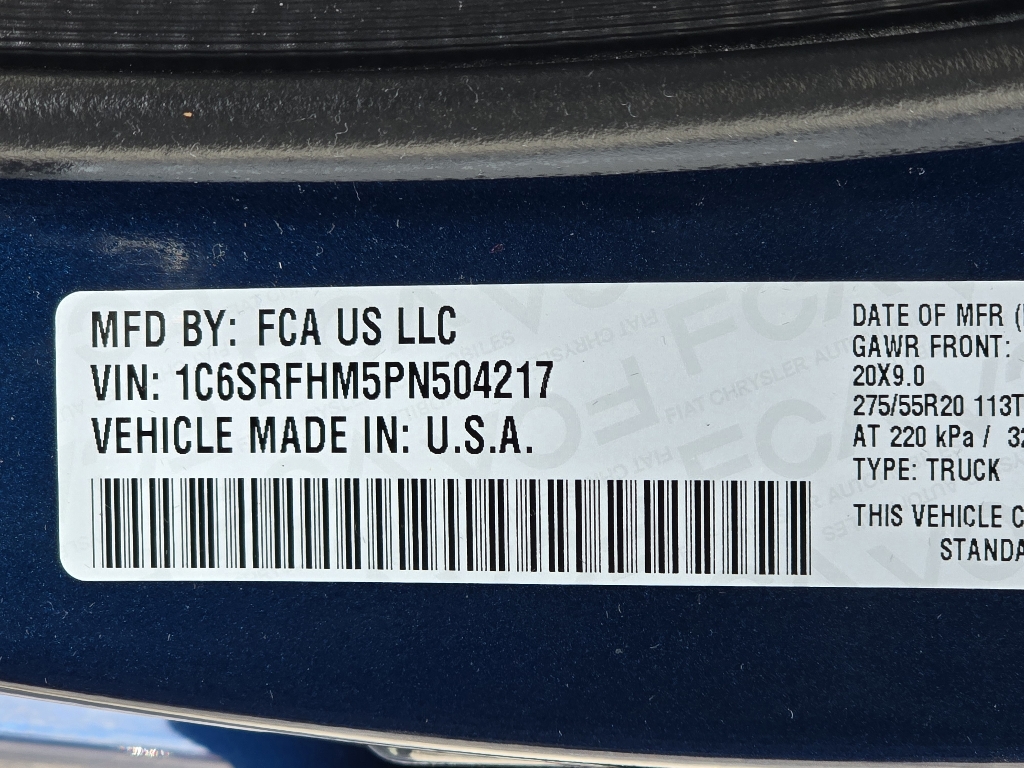 MFD BY: FCA US LLC
VIN: 1C6SRFHM5PN504217
VEHICLE MADE IN: U.S.A.
DATE OF MFR (
GAWR FRONT:
20X9.0
275/55R20 113T
AT 220 kPa / 32
TYPE: TRUCK
THIS VEHICLE C
STANDA